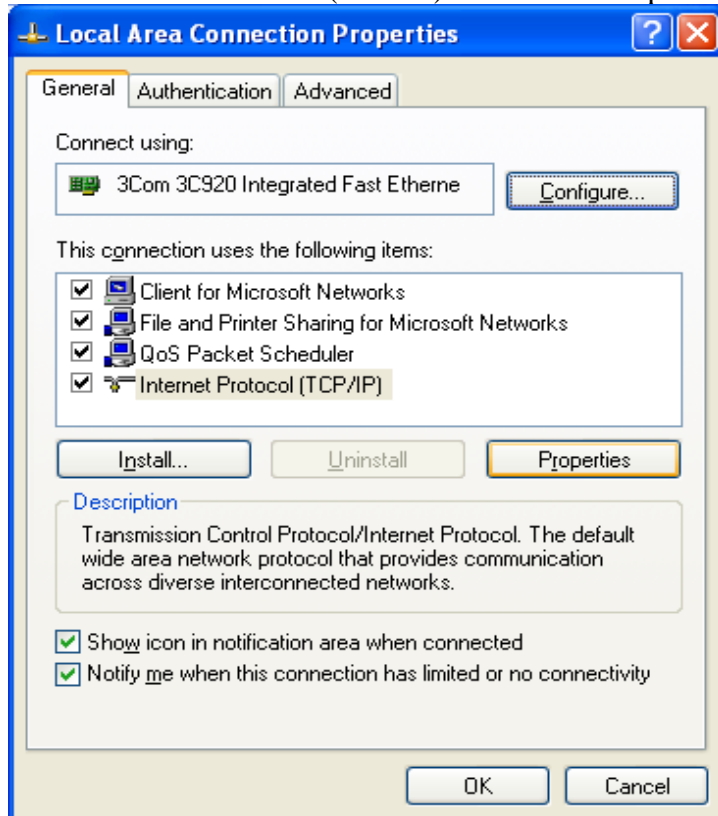 Local Area Connection Properties
General Authentication Advanced
Connect using:
3Com 3C920 Integrated Fast Etherne
Configure...
This connection uses the following items:
Client for Microsoft Networks
File and Printer Sharing for Microsoft Networks
QoS Packet Scheduler
Internet Protocol (TCP/IP)
Install... Uninstall Properties
Description
Transmission Control Protocol/Internet Protocol. The default
wide area network protocol that provides communication
across diverse interconnected networks.
Show icon in notification area when connected
Notify me when this connection has limited or no connectivity
OK Cancel